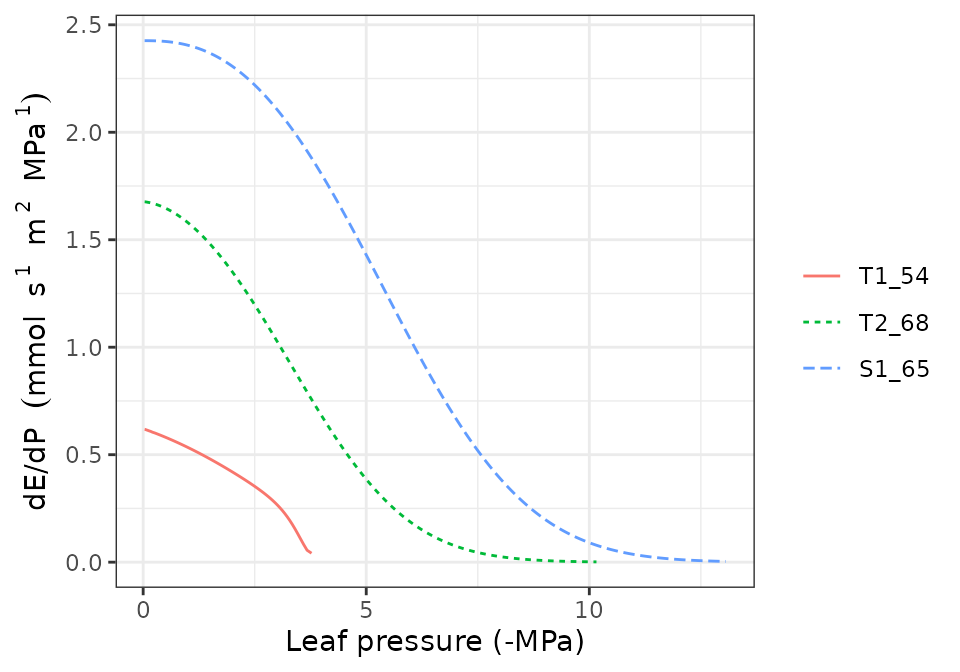 dE/dP (mmol s¹ m² MPa¹)
2.5
2.0
1.5
1.0
0.5
0.0
0 5 10
Leaf pressure (-MPa)
T1_54
T2_68
S1_65